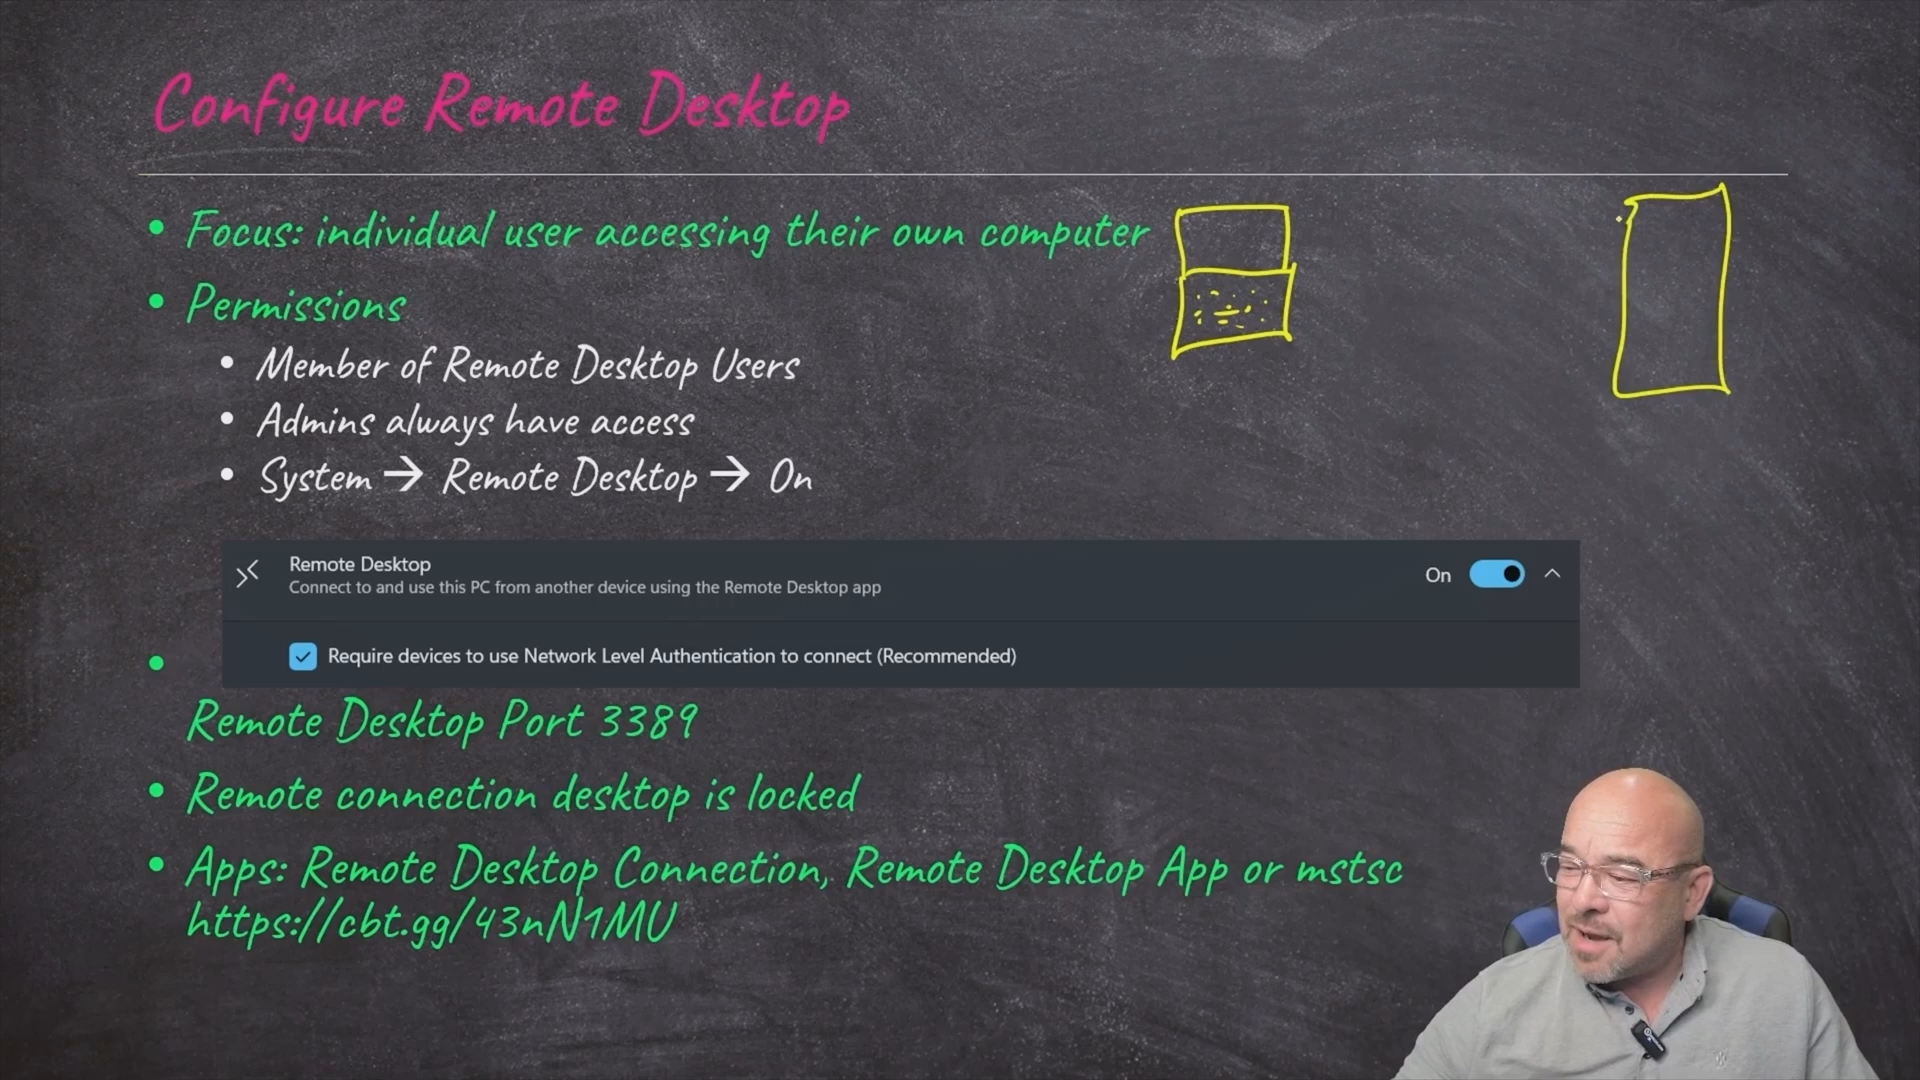 Configure Remote Desktop
Focus: individual user accessing their own computer
Permissions
Member of Remote Desktop Users
Admins always have access
System → Remote Desktop → On
Remote Desktop
Connect to and use this PC from another device using the Remote Desktop app
On
Require devices to use Network Level Authentication to connect (Recommended)
Remote Desktop Port 3389
Remote connection desktop is locked
Apps: Remote Desktop Connection, Remote Desktop App or mstsc
https://cbt.gg/43nN1MU